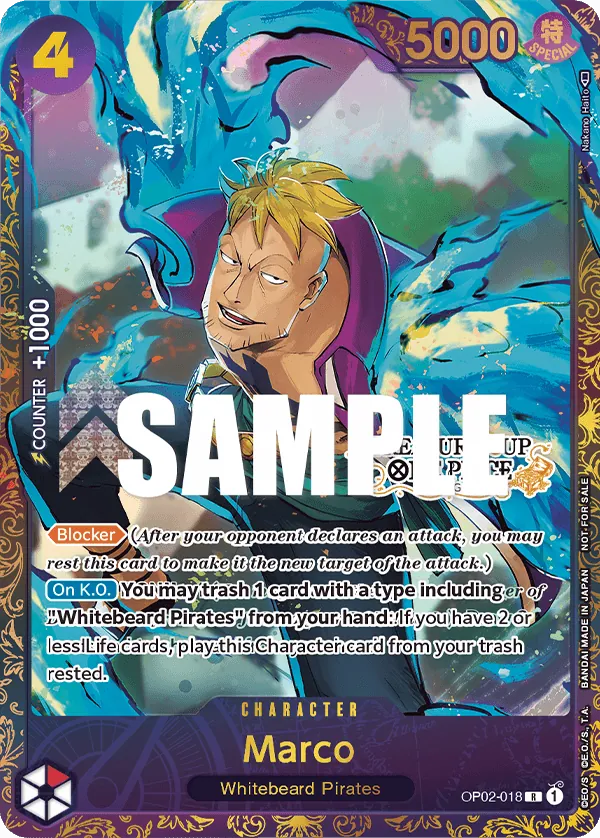 4
5000
特
SPECIAL
Nakano Haito
COUNTER +1000
SAMPLE
Blocker (After your opponent declares an attack, you may
rest this card to make it the new target of the attack.)
On K.O. You may trash 1 card with a type including
"Whitebeard Pirates" from your hand: If you have 2 or
less Life cards, play this Character card from your trash
rested.
BANDAI MADE IN JAPAN NOT FOR SALE
©E.O/S ©E.O./S., T.A.
CHARACTER
Marco
Whitebeard Pirates
OP02-018 R 1